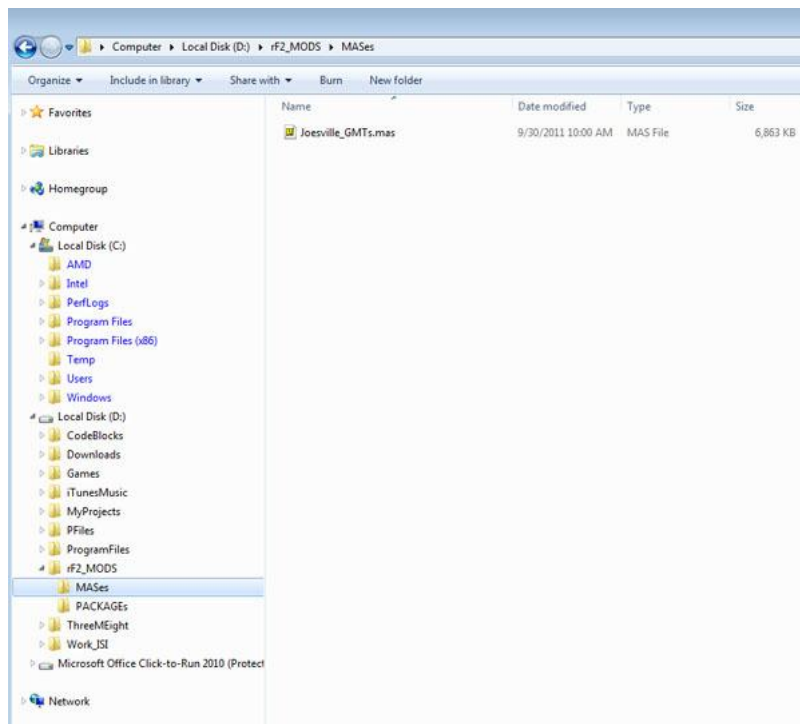 Computer ▸ Local Disk (D:) ▸ rF2_MODS ▸ MASes
Organize Include in library Share with Burn New folder
Name Date modified Type Size
Joesville_GMTs.mas 9/30/2011 10:00 AM MAS File 6,863 KB
Favorites
Libraries
Homegroup
Computer
Local Disk (C:)
AMD
Intel
PerfLogs
Program Files
Program Files (x86)
Temp
Users
Windows
Local Disk (D:)
CodeBlocks
Downloads
Games
iTunesMusic
MyProjects
PFiles
ProgramFiles
rF2_MODS
MASes
PACKAGEs
ThreeMEight
Work_ISI
Microsoft Office Click-to-Run 2010 (Protect
Network